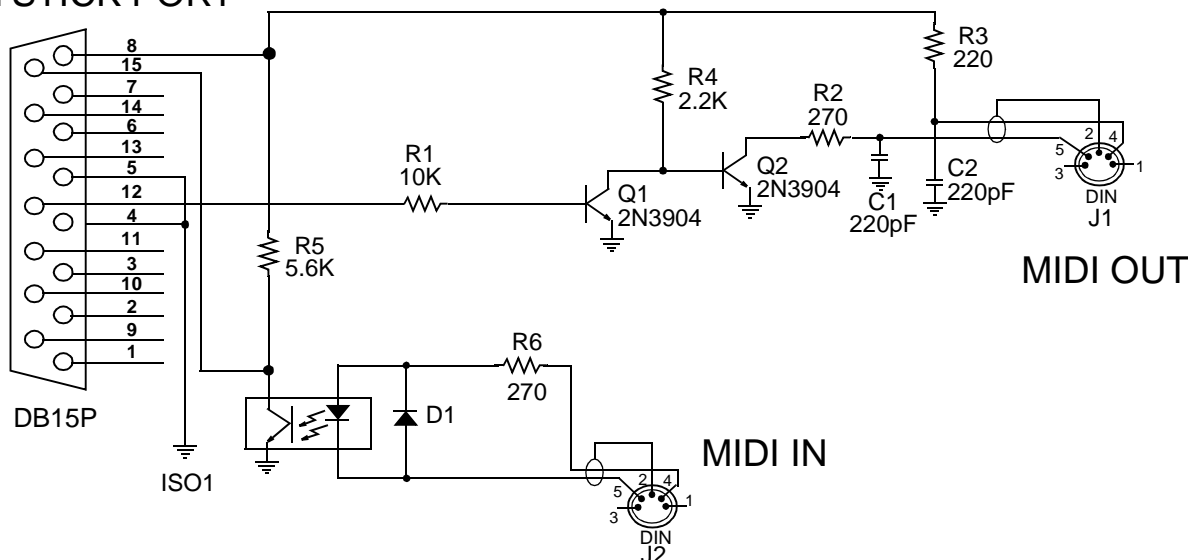 8
15
7
14
6
13
5
12
4
11
3
10
2
9
1
DB15P
ISO1
R5
5.6K
R1
10K
Q1
2N3904
R4
2.2K
Q2
2N3904
R2
270
C1
220pF
R3
220
C2
220pF
2
4
5
3
1
DIN
J1
MIDI OUT
R6
270
D1
MIDI IN
2
4
5
3
1
DIN
J2